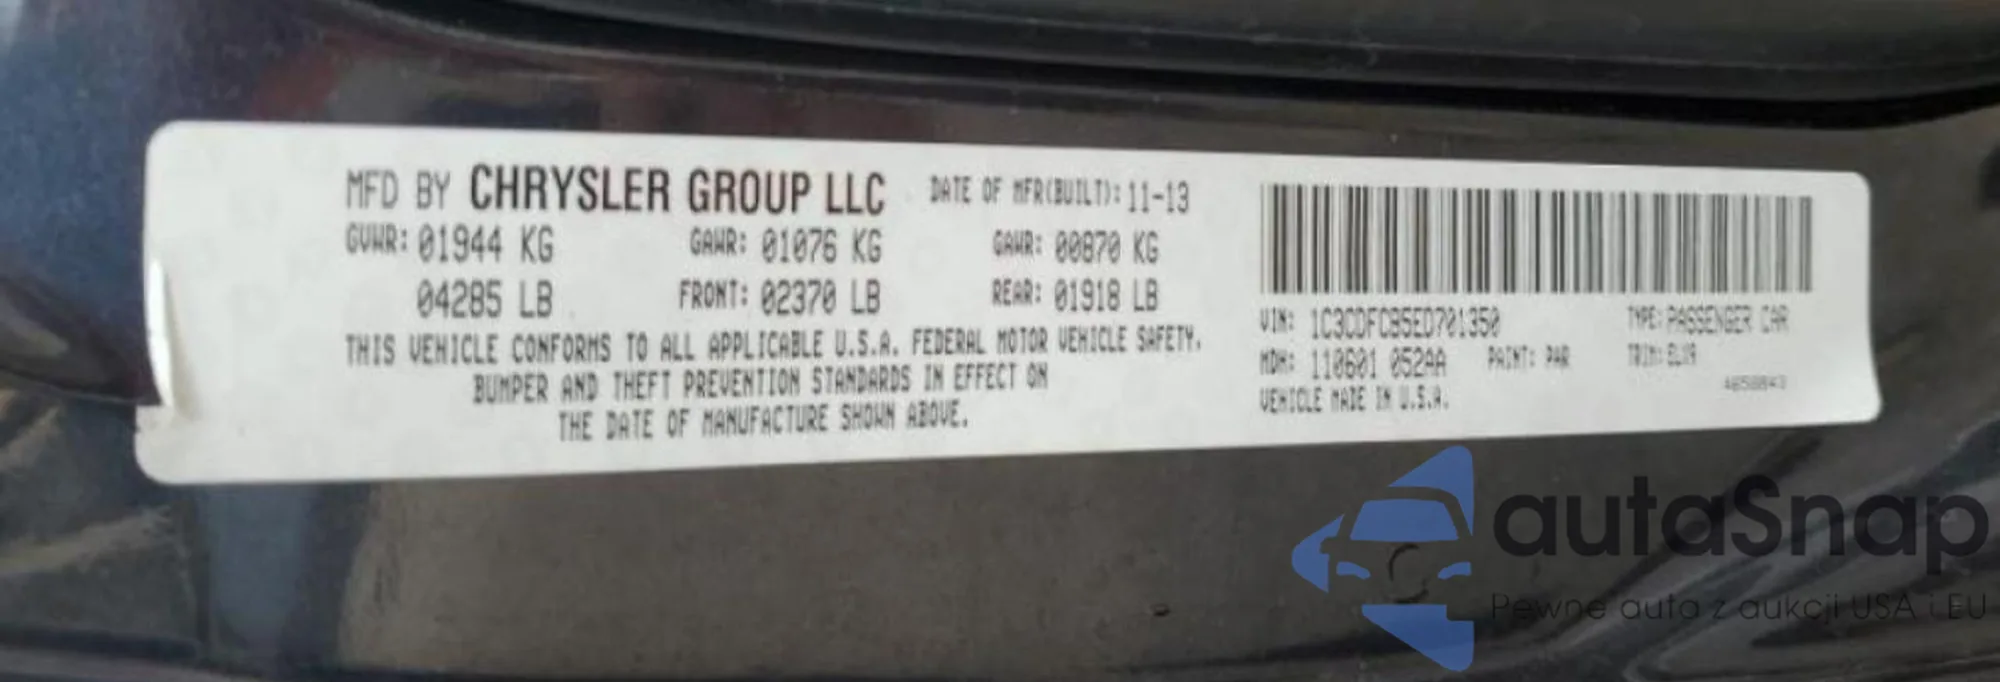 MFD BY CHRYSLER GROUP LLC DATE OF MFR(BUILT): 11-13
GVWR: 01944 KG GAWR: 01076 KG GAWR: 00870 KG
04285 LB FRONT: 02370 LB REAR: 01918 LB
THIS VEHICLE CONFORMS TO ALL APPLICABLE U.S.A. FEDERAL MOTOR VEHICLE SAFETY,
BUMPER AND THEFT PREVENTION STANDARDS IN EFFECT ON
THE DATE OF MANUFACTURE SHOWN ABOVE.
VIN: 1C3CDFCB5ED701350 TYPE: PASSENGER CAR
MDH: 110601 052AA PAINT: PAR TRIM: ELX9
VEHICLE MADE IN U.S.A.
autaSnap
Pewne auta z aukcji USA i EU